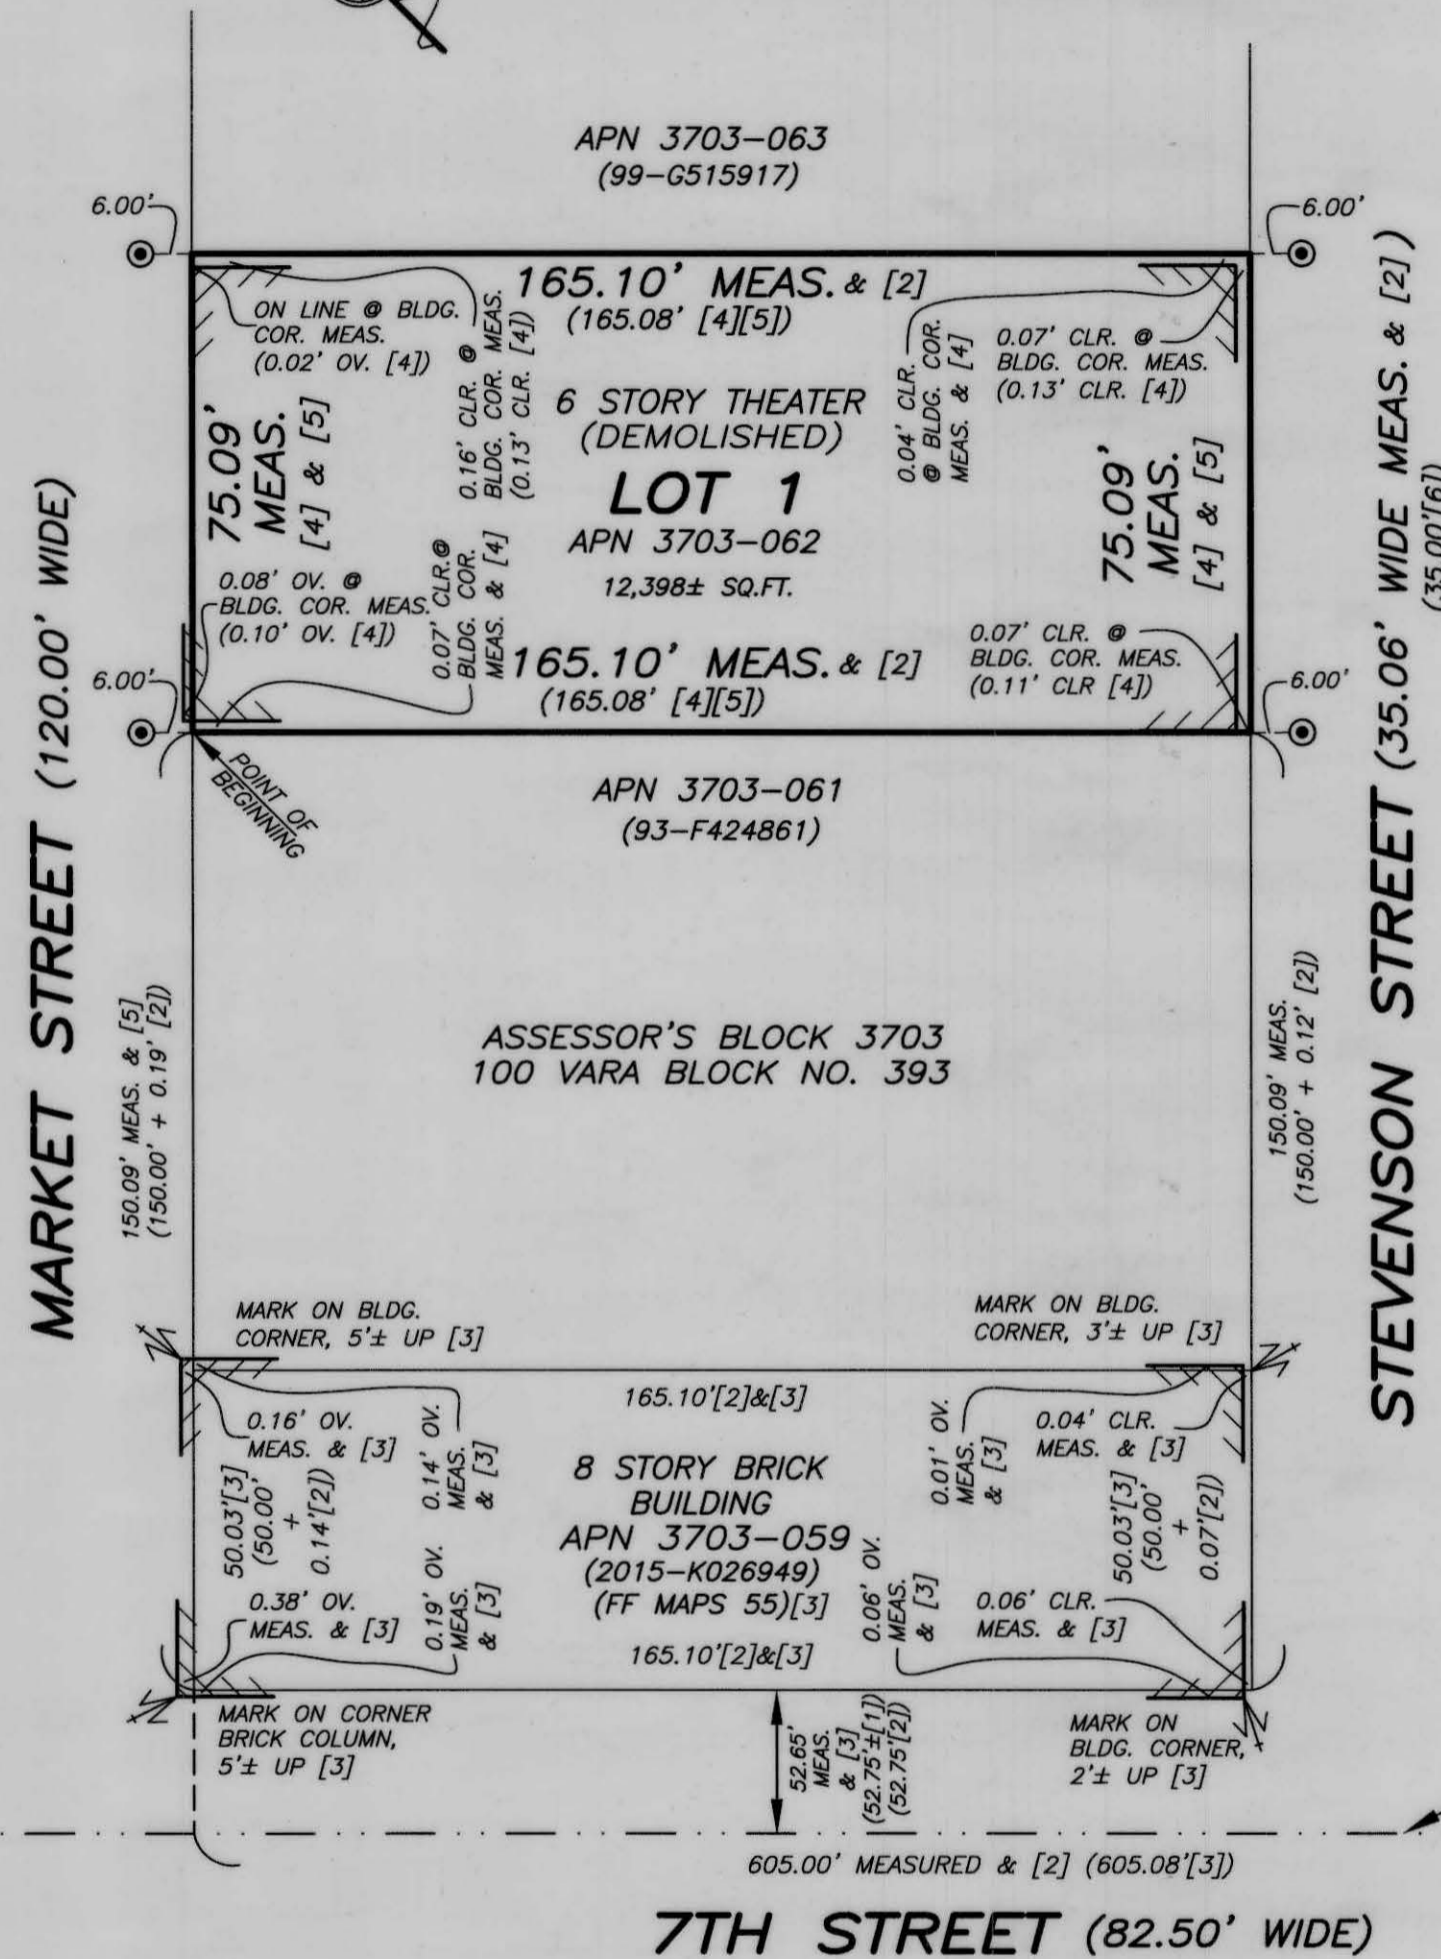 APN 3703-063
(99-G515917)
6.00'
6.00'
165.10' MEAS. & [2]
(165.08' [4][5])
ON LINE @ BLDG.
COR. MEAS.
(0.02' OV. [4])
0.16' CLR. @
BLDG. COR. MEAS.
(0.13' CLR. [4])
0.04' CLR.
@ BLDG. COR.
MEAS. & [4]
0.07' CLR. @
BLDG. COR. MEAS.
(0.13' CLR. [4])
75.09'
MEAS.
[4] & [5]
6 STORY THEATER
(DEMOLISHED)
LOT 1
APN 3703-062
12,398± SQ.FT.
75.09'
MEAS.
[4] & [5]
0.08' OV. @
BLDG. COR. MEAS.
(0.10' OV. [4])
0.07' CLR.@
BLDG. COR.
MEAS. & [4]
165.10' MEAS. & [2]
(165.08' [4][5])
0.07' CLR. @
BLDG. COR. MEAS.
(0.11' CLR [4])
6.00'
6.00'
POINT OF
BEGINNING
APN 3703-061
(93-F424861)
MARKET STREET (120.00' WIDE)
STEVENSON STREET (35.06' WIDE MEAS. & [2])
(35.00'[6])
150.09' MEAS. & [5]
(150.00' + 0.19' [2])
ASSESSOR'S BLOCK 3703
100 VARA BLOCK NO. 393
150.09' MEAS.
(150.00' + 0.12' [2])
MARK ON BLDG.
CORNER, 5'± UP [3]
MARK ON BLDG.
CORNER, 3'± UP [3]
165.10'[2]&[3]
0.16' OV.
MEAS. & [3]
0.14' OV.
MEAS.
& [3]
0.01' OV.
MEAS.
& [3]
0.04' CLR.
MEAS. & [3]
50.03'[3]
(50.00'
+
0.14'[2])
8 STORY BRICK
BUILDING
APN 3703-059
(2015-K026949)
(FF MAPS 55)[3]
50.03'[3]
(50.00'
+
0.07'[2])
0.38' OV.
MEAS. & [3]
0.19' OV.
MEAS.
& [3]
0.06' OV.
MEAS.
& [3]
0.06' CLR.
MEAS. & [3]
165.10'[2]&[3]
MARK ON CORNER
BRICK COLUMN,
5'± UP [3]
52.65'
MEAS.
& [3]
(52.75'±[1])
(52.75'[2])
MARK ON
BLDG. CORNER,
2'± UP [3]
605.00' MEASURED & [2] (605.08'[3])
7TH STREET (82.50' WIDE)